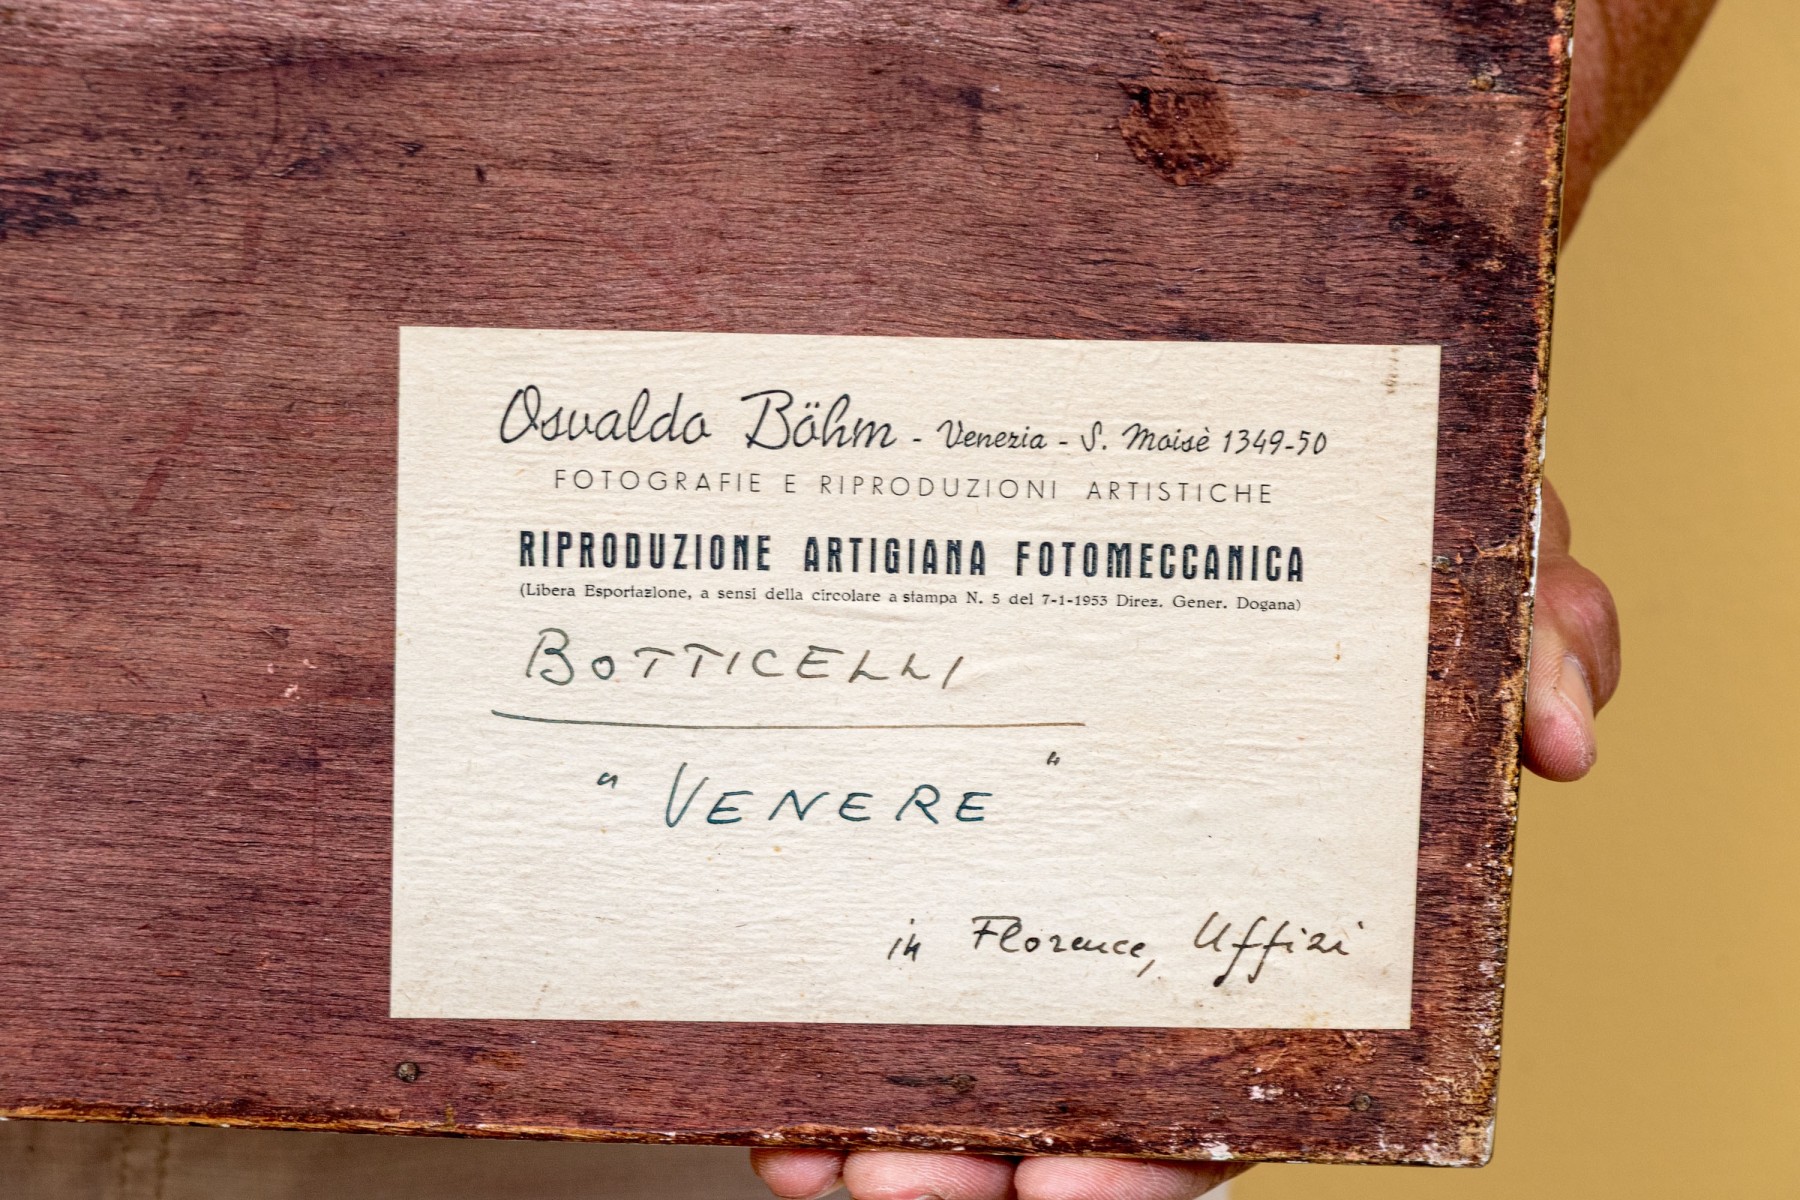 Osvaldo Böhm - Venezia - S. Moisè 1349-50
FOTOGRAFIE E RIPRODUZIONI ARTISTICHE
RIPRODUZIONE ARTIGIANA FOTOMECCANICA
(Libera Esportazione, a sensi della circolare a stampa N. 5 del 7-1-1953 Direz. Gener. Dogana)
BOTTICELLI
"VENERE"
in Florence, Uffizi